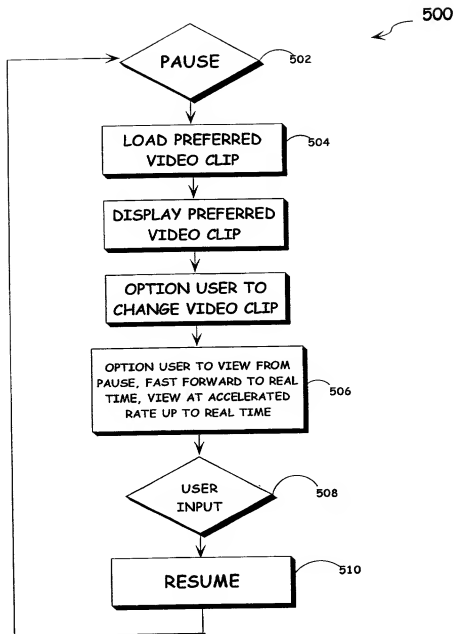 500
PAUSE
502
LOAD PREFERRED
VIDEO CLIP
504
DISPLAY PREFERRED
VIDEO CLIP
OPTION USER TO
CHANGE VIDEO CLIP
OPTION USER TO VIEW FROM
PAUSE, FAST FORWARD TO REAL
TIME, VIEW AT ACCELERATED
RATE UP TO REAL TIME
506
USER
INPUT
508
RESUME
510